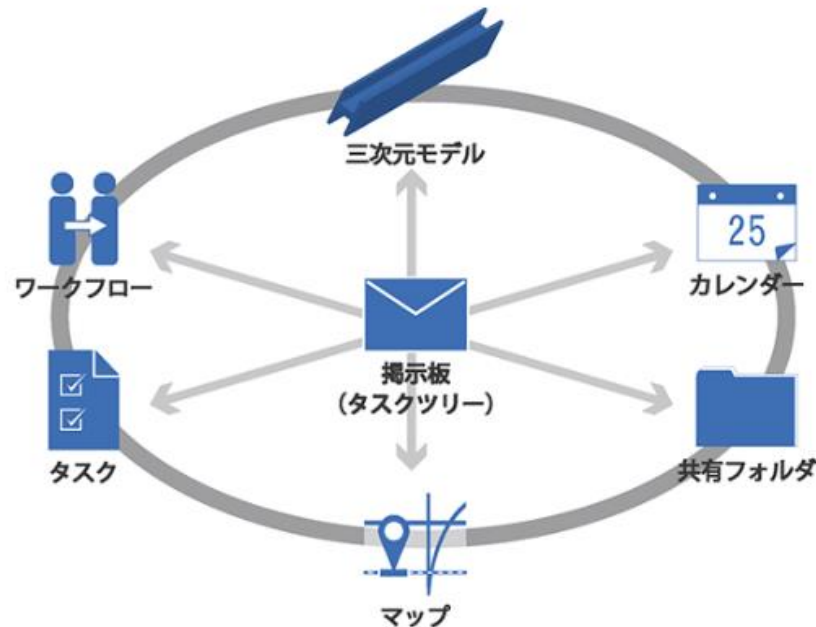 三次元モデル
ワークフロー
25
カレンダー
掲示板
（タスクツリー）
タスク
共有フォルダ
マップ